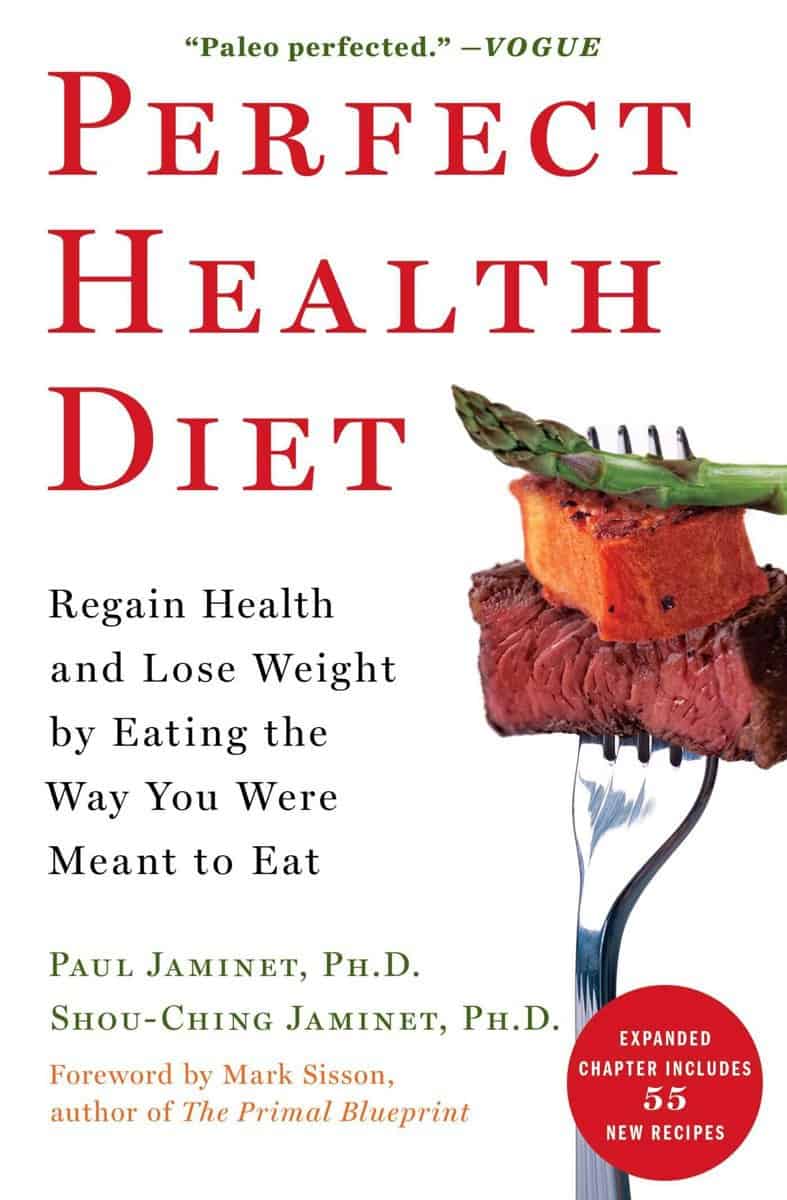 “Paleo perfected.” —VOGUE
PERFECT
HEALTH
DIET
Regain Health
and Lose Weight
by Eating the
Way You Were
Meant to Eat
PAUL JAMINET, PH.D.
SHOU-CHING JAMINET, PH.D.
Foreword by Mark Sisson,
author of The Primal Blueprint
EXPANDED
CHAPTER INCLUDES
55
NEW RECIPES